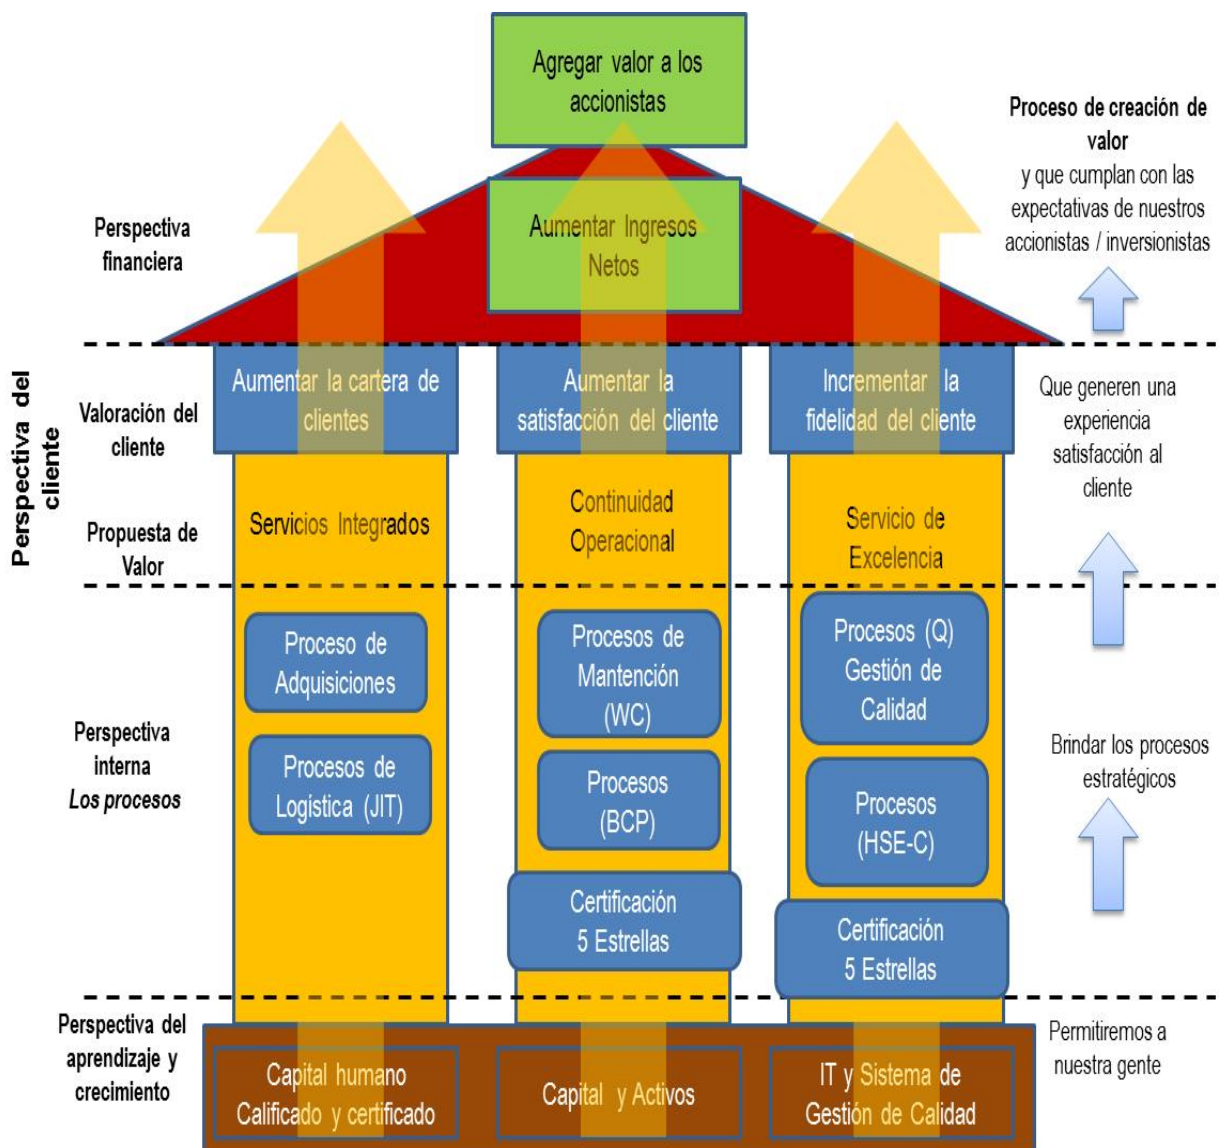 Agregar valor a los
accionistas
Proceso de creación de
valor
y que cumplan con las
expectativas de nuestros
accionistas / inversionistas
Perspectiva
financiera
Aumentar Ingresos
Netos
Perspectiva del
cliente
Valoración del
cliente
Aumentar la cartera de
clientes
Aumentar la
satisfacción del cliente
Incrementar la
fidelidad del cliente
Que generen una
experiencia
satisfacción al
cliente
Propuesta de
Valor
Servicios Integrados
Continuidad
Operacional
Servicio de
Excelencia
Perspectiva
interna
Los procesos
Proceso de
Adquisiciones
Procesos de
Logística (JIT)
Procesos de
Mantención
(WC)
Procesos
(BCP)
Certificación
5 Estrellas
Procesos (Q)
Gestión de
Calidad
Procesos
(HSE-C)
Certificación
5 Estrellas
Brindar los procesos
estratégicos
Perspectiva del
aprendizaje y
crecimiento
Capital humano
Calificado y certificado
Capital y Activos
IT y Sistema de
Gestión de Calidad
Permitiremos a
nuestra gente